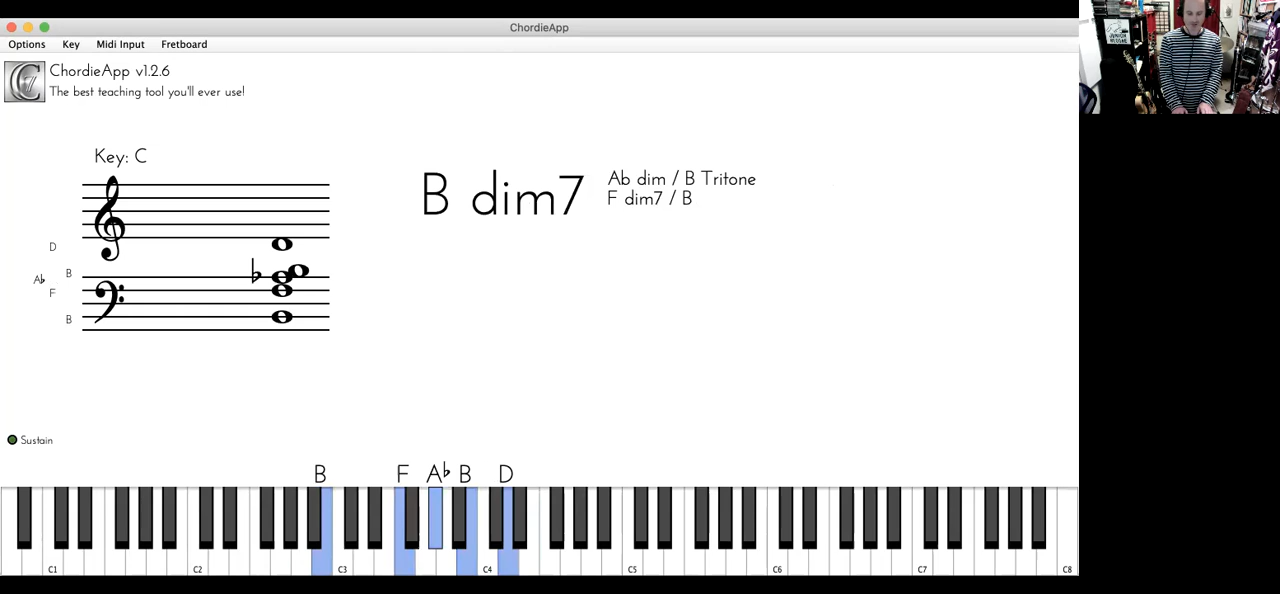 ChordieApp
Options Key Midi Input Fretboard
ChordieApp v1.2.6
The best teaching tool you'll ever use!
Key: C
B dim7
Ab dim / B Tritone
F dim7 / B
D
B
A♭
F
B
Sustain
B F A♭ B D
C1 C2 C3 C4 C5 C6 C7 C8